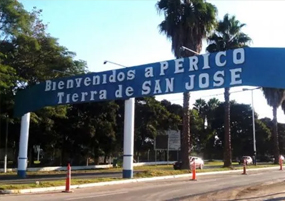 Bienvenidos a PERICO
Tierra de SAN JOSE